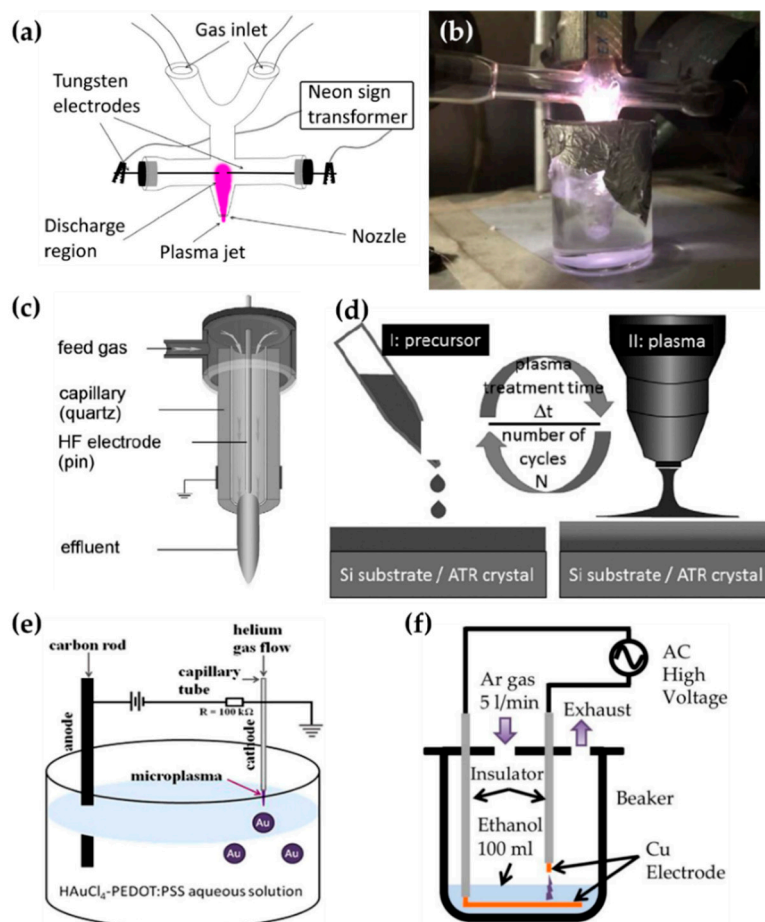 (a)
Gas inlet
Tungsten
electrodes
Neon sign
transformer
Discharge
region
Plasma jet
Nozzle
(b)
(c)
feed gas
capillary
(quartz)
HF electrode
(pin)
effluent
(d)
I: precursor
plasma
treatment time
Δt
number of
cycles
N
II: plasma
Si substrate / ATR crystal
Si substrate / ATR crystal
(e)
carbon rod
helium
gas flow
capillary
tube
R = 100 kΩ
anode
cathode
microplasma
Au
Au
Au
HAuCl₄-PEDOT:PSS aqueous solution
(f)
AC
High
Voltage
Ar gas
5 l/min
Exhaust
Insulator
Beaker
Ethanol
100 ml
Cu
Electrode